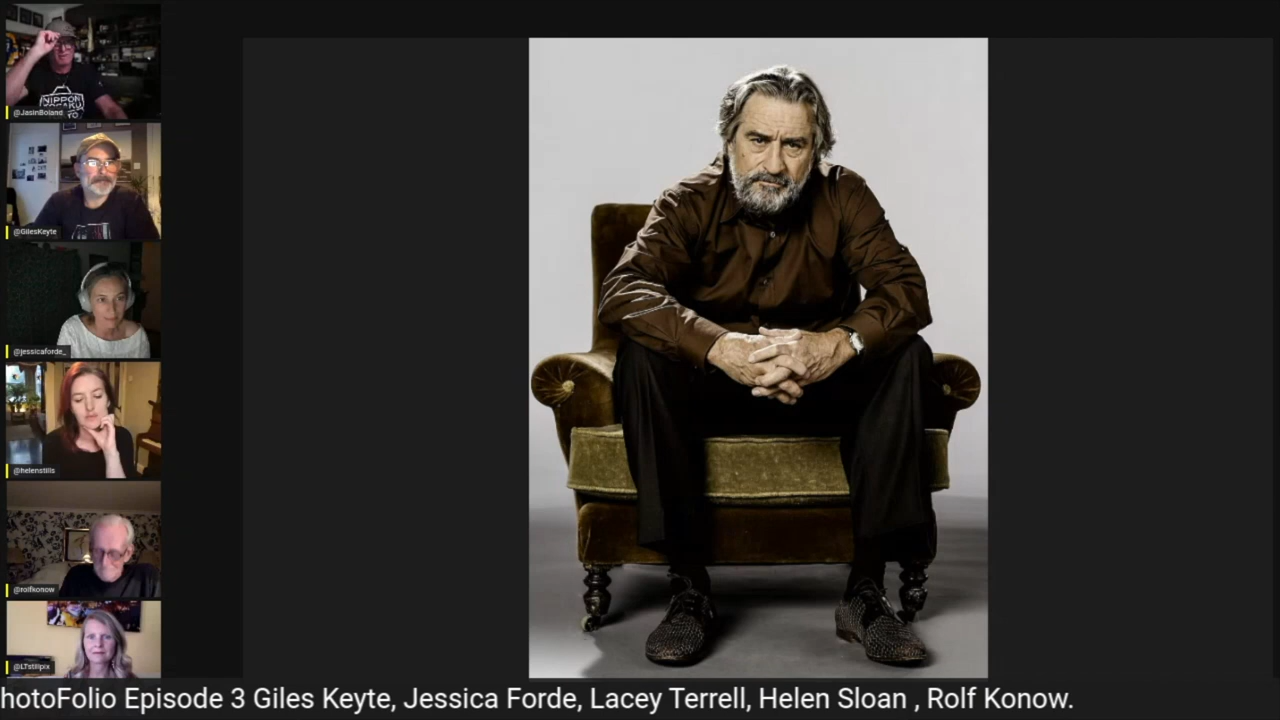 NIPPON
@JasinBoland
@GilesKeyte
@jessicaforde_
@helenstills
@rolfkonow
@LTstillpix
hotoFolio Episode 3 Giles Keyte, Jessica Forde, Lacey Terrell, Helen Sloan , Rolf Konow.